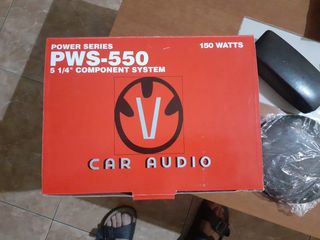 POWER SERIES
150 WATTS
PWS-550
5 1/4" COMPONENT SYSTEM
V
CAR AUDIO